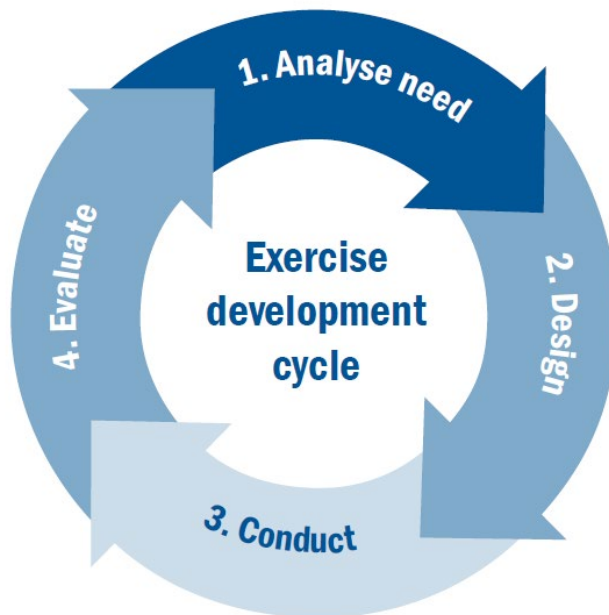 1. Analyse need
2. Design
3. Conduct
4. Evaluate
Exercise
development
cycle